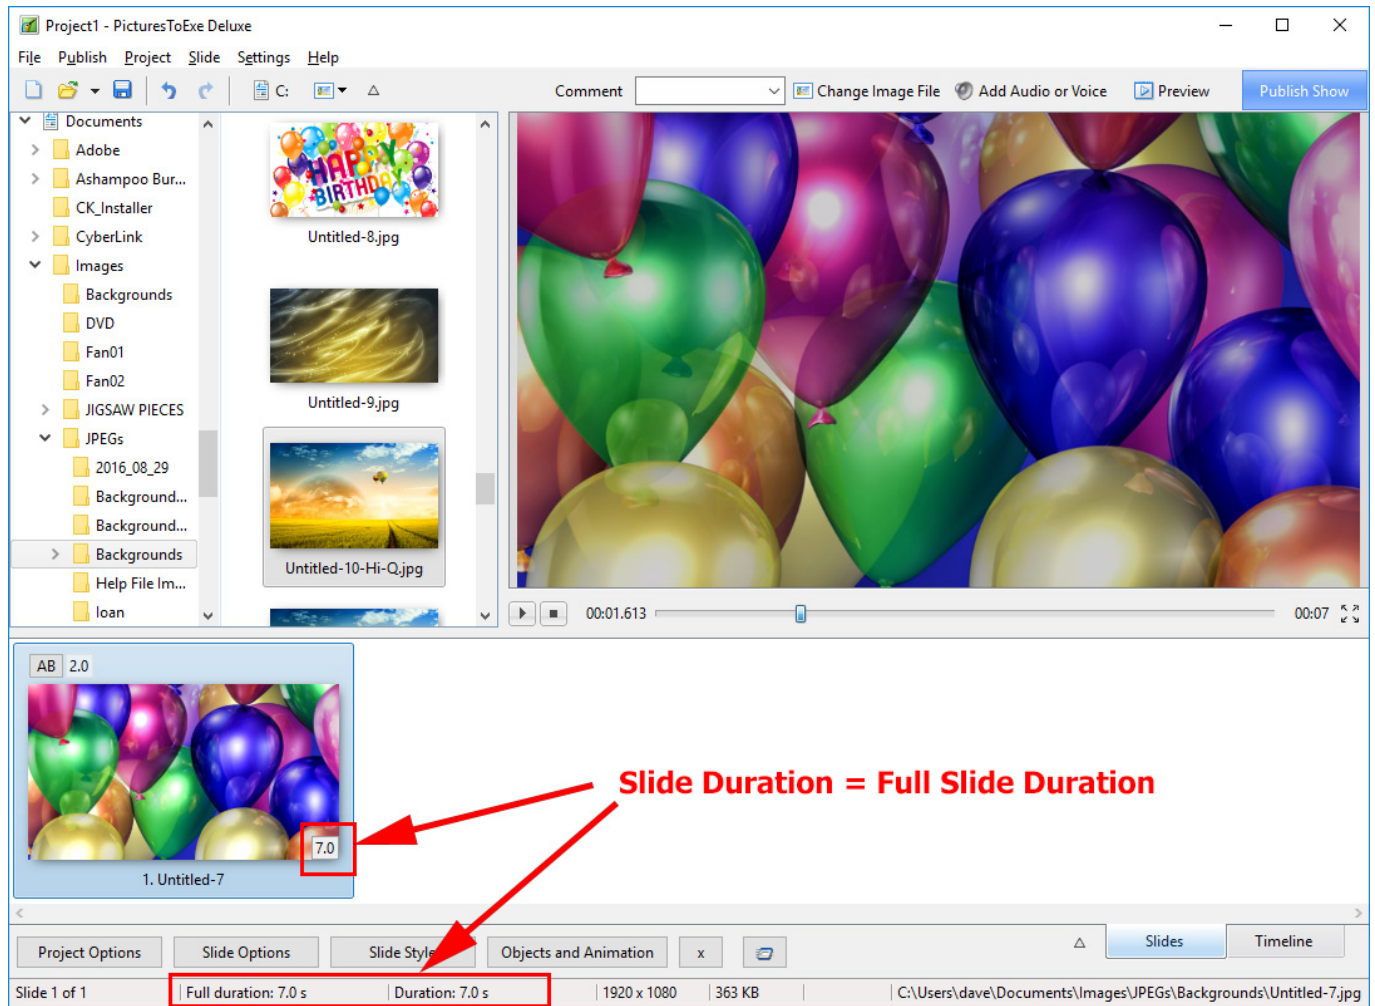 Project1 - PicturesToExe Deluxe
File Publish Project Slide Settings Help
C: Comment Change Image File Add Audio or Voice Preview Publish Show
Documents
Adobe
Ashampoo Bur...
CK_Installer
CyberLink
Images
Backgrounds
DVD
Fan01
Fan02
JIGSAW PIECES
JPEGs
2016_08_29
Background...
Background...
Backgrounds
Help File Im...
loan
HAPPY
BIRTHDAY
Untitled-8.jpg
Untitled-9.jpg
Untitled-10-Hi-Q.jpg
00:01.613 00:07
AB 2.0
7.0
1. Untitled-7
Slide Duration = Full Slide Duration
Project Options Slide Options Slide Style Objects and Animation x Slides Timeline
Slide 1 of 1 Full duration: 7.0 s Duration: 7.0 s 1920 x 1080 363 KB C:\Users\dave\Documents\Images\JPEGs\Backgrounds\Untitled-7.jpg